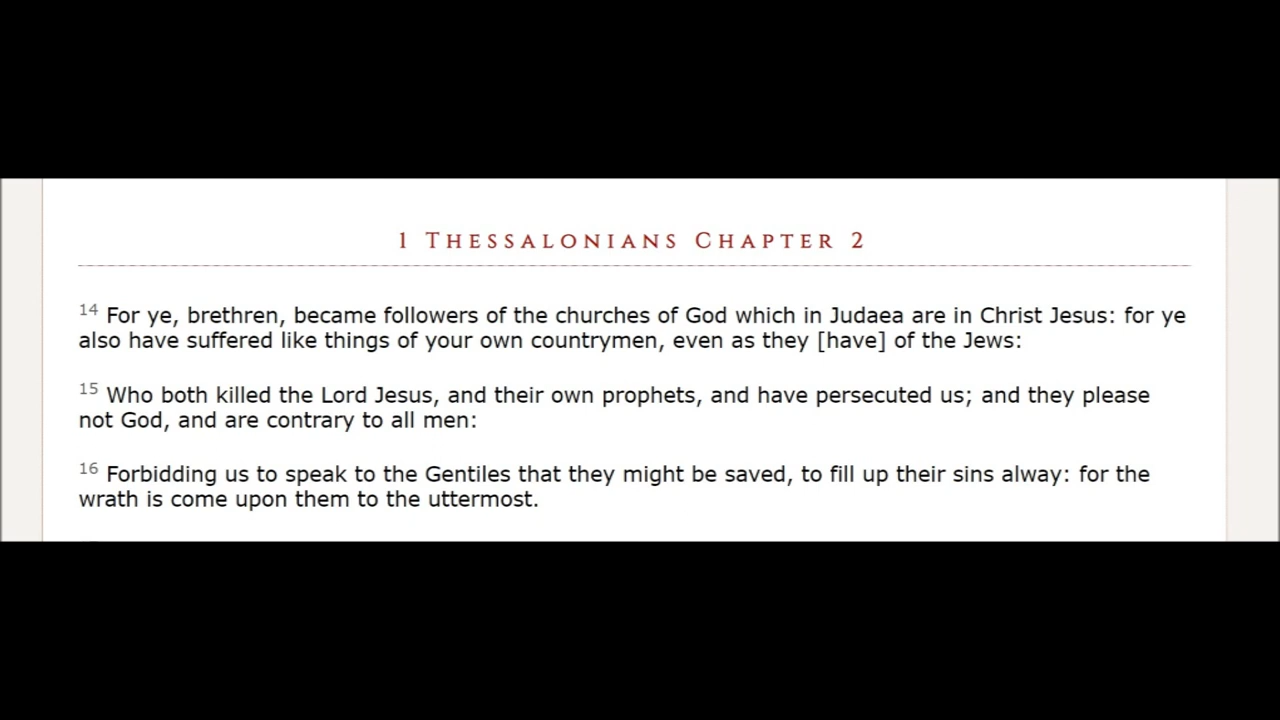 1 Thessalonians Chapter 2
14 For ye, brethren, became followers of the churches of God which in Judaea are in Christ Jesus: for ye
also have suffered like things of your own countrymen, even as they [have] of the Jews:
15 Who both killed the Lord Jesus, and their own prophets, and have persecuted us; and they please
not God, and are contrary to all men:
16 Forbidding us to speak to the Gentiles that they might be saved, to fill up their sins alway: for the
wrath is come upon them to the uttermost.